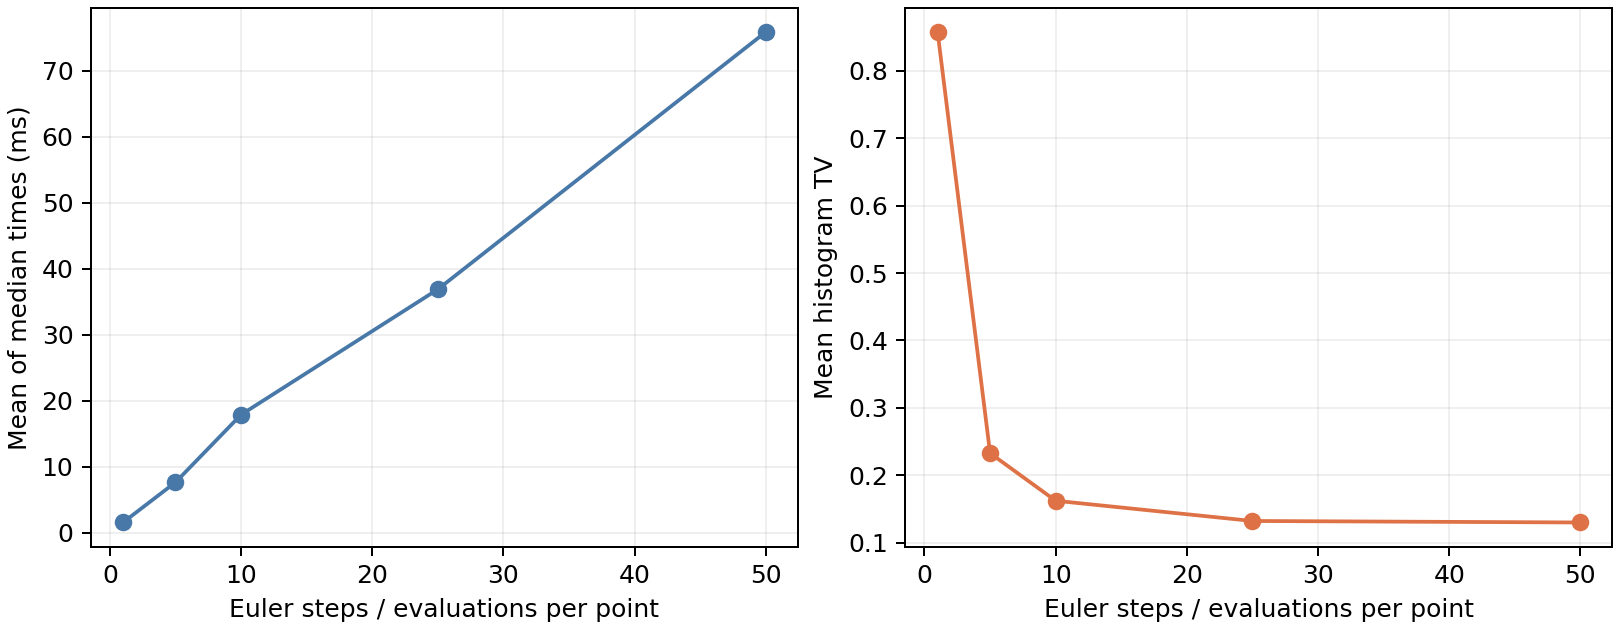 Mean of median times (ms)
70
60
50
40
30
20
10
0
0 10 20 30 40 50
Euler steps / evaluations per point
Mean histogram TV
0.8
0.7
0.6
0.5
0.4
0.3
0.2
0.1
0 10 20 30 40 50
Euler steps / evaluations per point